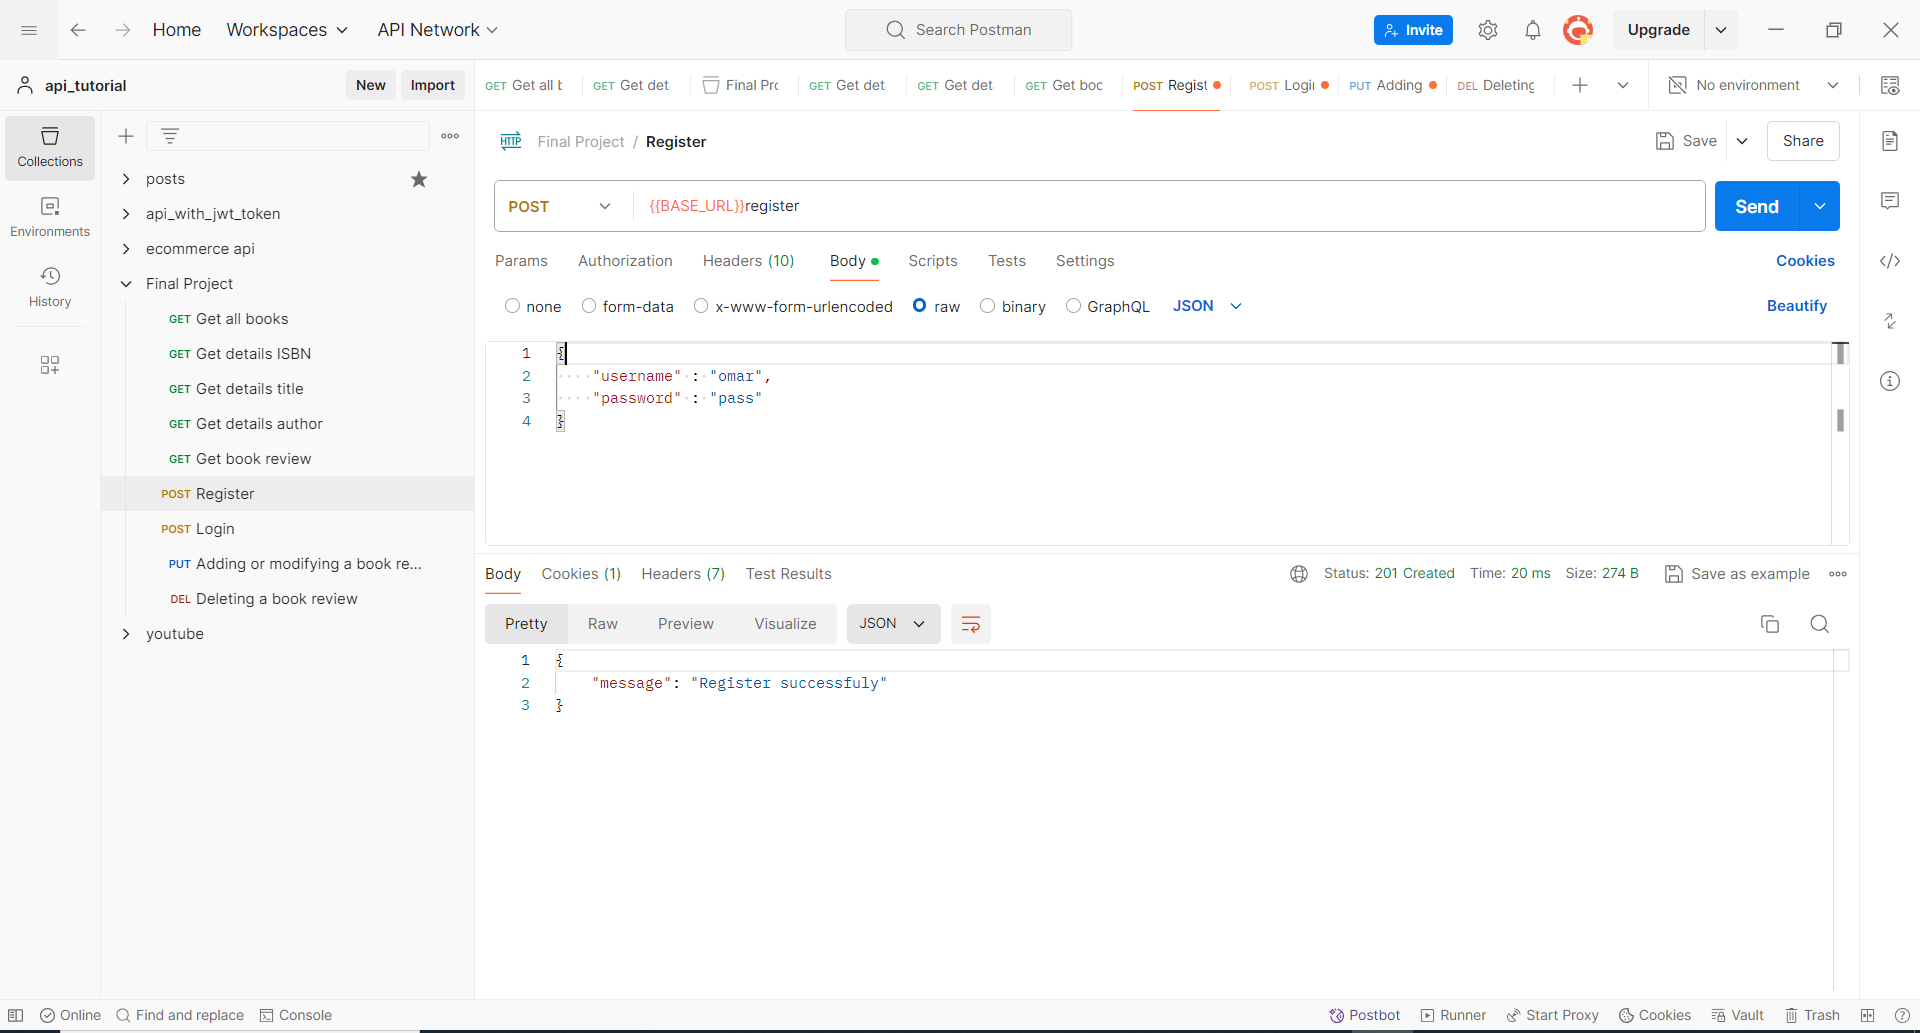 Home Workspaces API Network Search Postman Invite Upgrade
api_tutorial New Import
GET Get all b GET Get det Final Prc GET Get det GET Get det GET Get boo POST Regist POST Logi PUT Adding DEL Deleting No environment
Collections
Environments
History
posts
api_with_jwt_token
ecommerce api
Final Project
GET Get all books
GET Get details ISBN
GET Get details title
GET Get details author
GET Get book review
POST Register
POST Login
PUT Adding or modifying a book re...
DEL Deleting a book review
youtube
HTTP Final Project / Register Save Share
POST {{BASE_URL}}register Send
Params Authorization Headers (10) Body Scripts Tests Settings Cookies
none form-data x-www-form-urlencoded raw binary GraphQL JSON Beautify
1 {
2 "username" : "omar",
3 "password" : "pass"
4 }
Body Cookies (1) Headers (7) Test Results Status: 201 Created Time: 20 ms Size: 274 B Save as example
Pretty Raw Preview Visualize JSON
1 {
2 "message": "Register successfuly"
3 }
Online Find and replace Console Postbot Runner Start Proxy Cookies Vault Trash